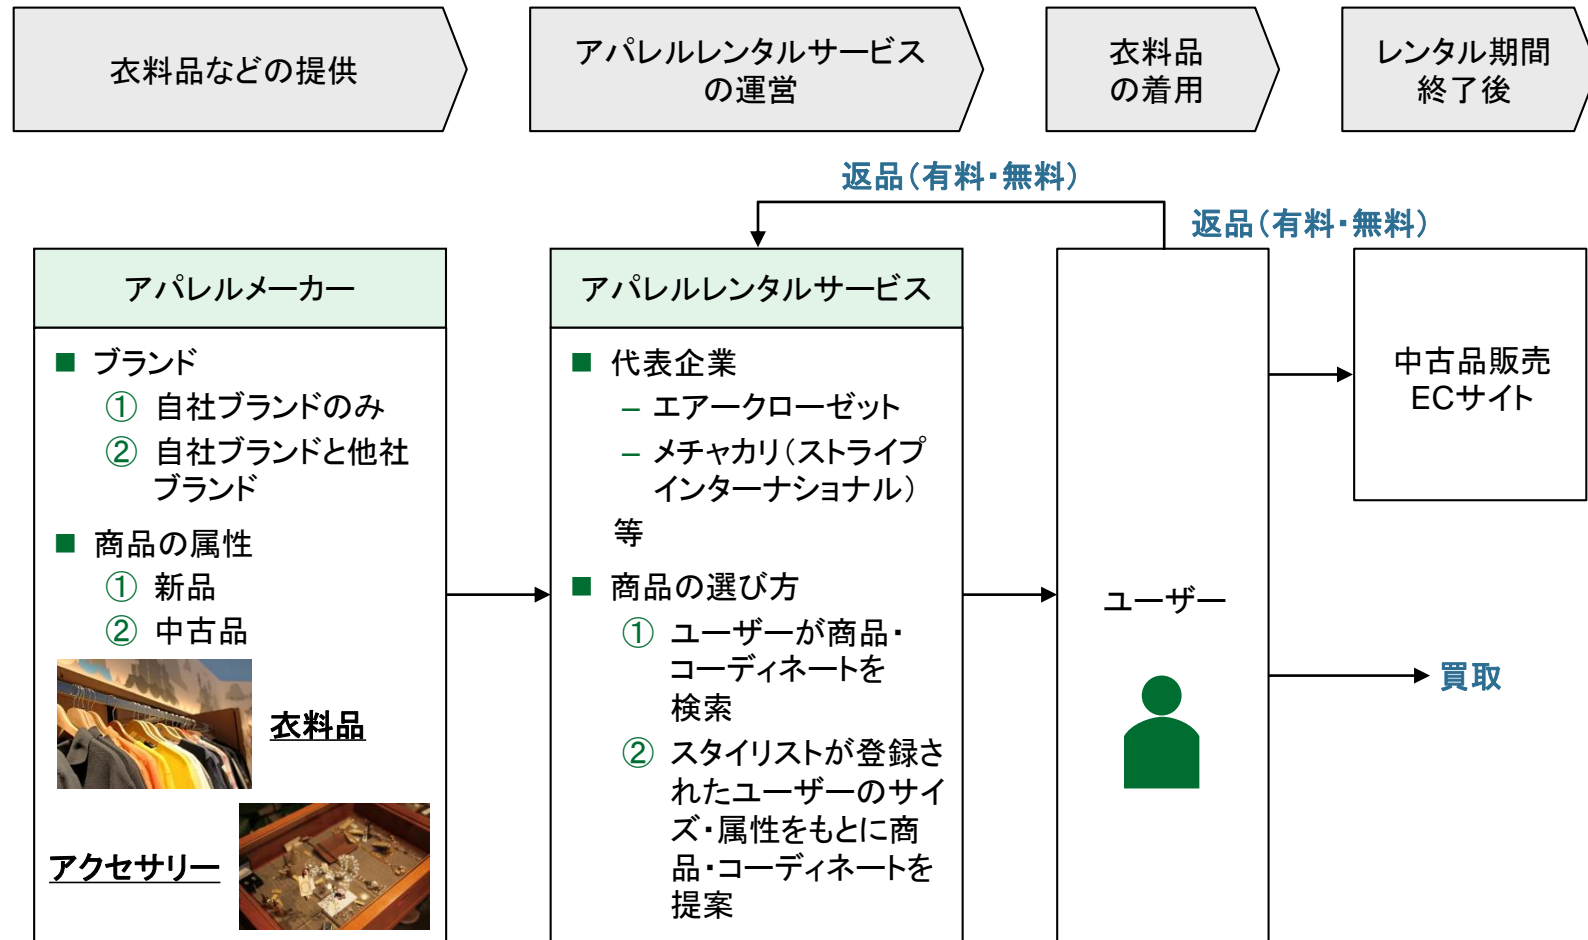 衣料品などの提供
アパレルレンタルサービス
の運営
衣料品
の着用
レンタル期間
終了後
返品(有料・無料)
返品(有料・無料)
アパレルメーカー
■ ブランド
① 自社ブランドのみ
② 自社ブランドと他社
ブランド
■ 商品の属性
① 新品
② 中古品
衣料品
アクセサリー
アパレルレンタルサービス
■ 代表企業
– エアークローゼット
– メチャカリ(ストライプ
インターナショナル)
等
■ 商品の選び方
① ユーザーが商品・
コーディネートを
検索
② スタイリストが登録さ
れたユーザーのサイ
ズ・属性をもとに商
品・コーディネートを
提案
ユーザー
中古品販売
ECサイト
買取